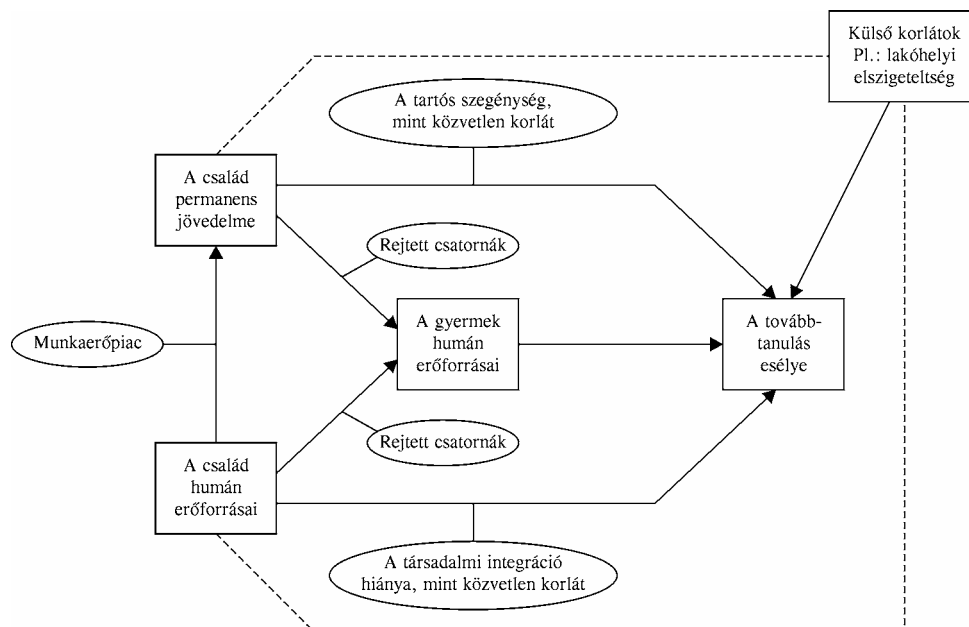 Külső korlátok
Pl.: lakóhelyi
elszigeteltség
A tartós szegénység,
mint közvetlen korlát
A család
permanens
jövedelme
Rejtett csatornák
Munkaerőpiac
A gyermek
humán
erőforrásai
A tovább-
tanulás
esélye
Rejtett csatornák
A család
humán
erőforrásai
A társadalmi integráció
hiánya, mint közvetlen korlát